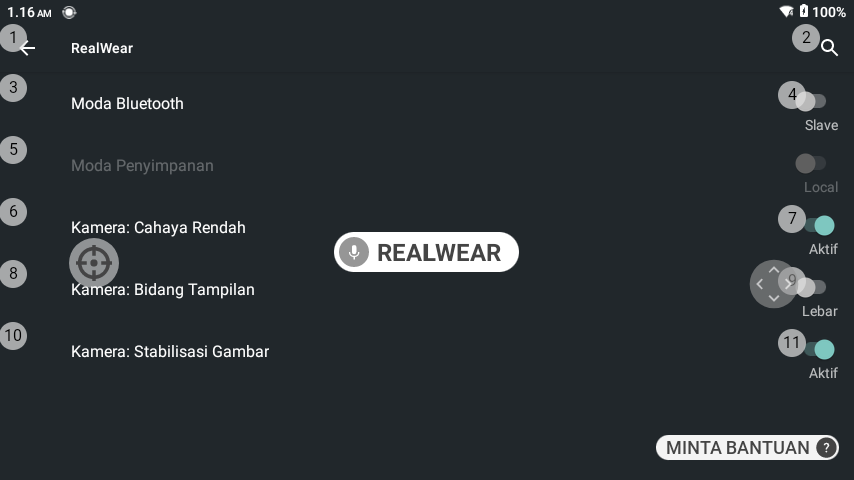 1.16 AM 100%
1 RealWear 2
3 Moda Bluetooth 4
Slave
5 Moda Penyimpanan
Local
6 Kamera: Cahaya Rendah 7
Aktif
REALWEAR
8 Kamera: Bidang Tampilan 9
Lebar
10 Kamera: Stabilisasi Gambar 11
Aktif
MINTA BANTUAN ?